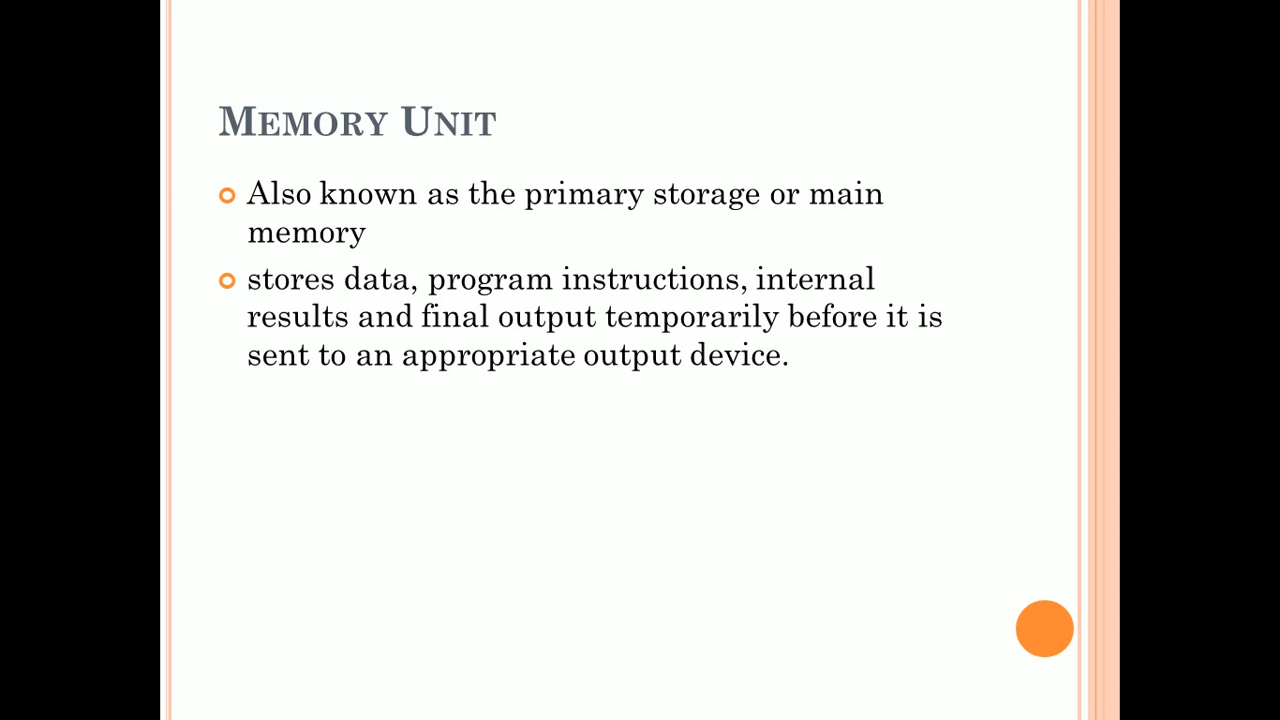 Memory Unit
Also known as the primary storage or main
memory
stores data, program instructions, internal
results and final output temporarily before it is
sent to an appropriate output device.